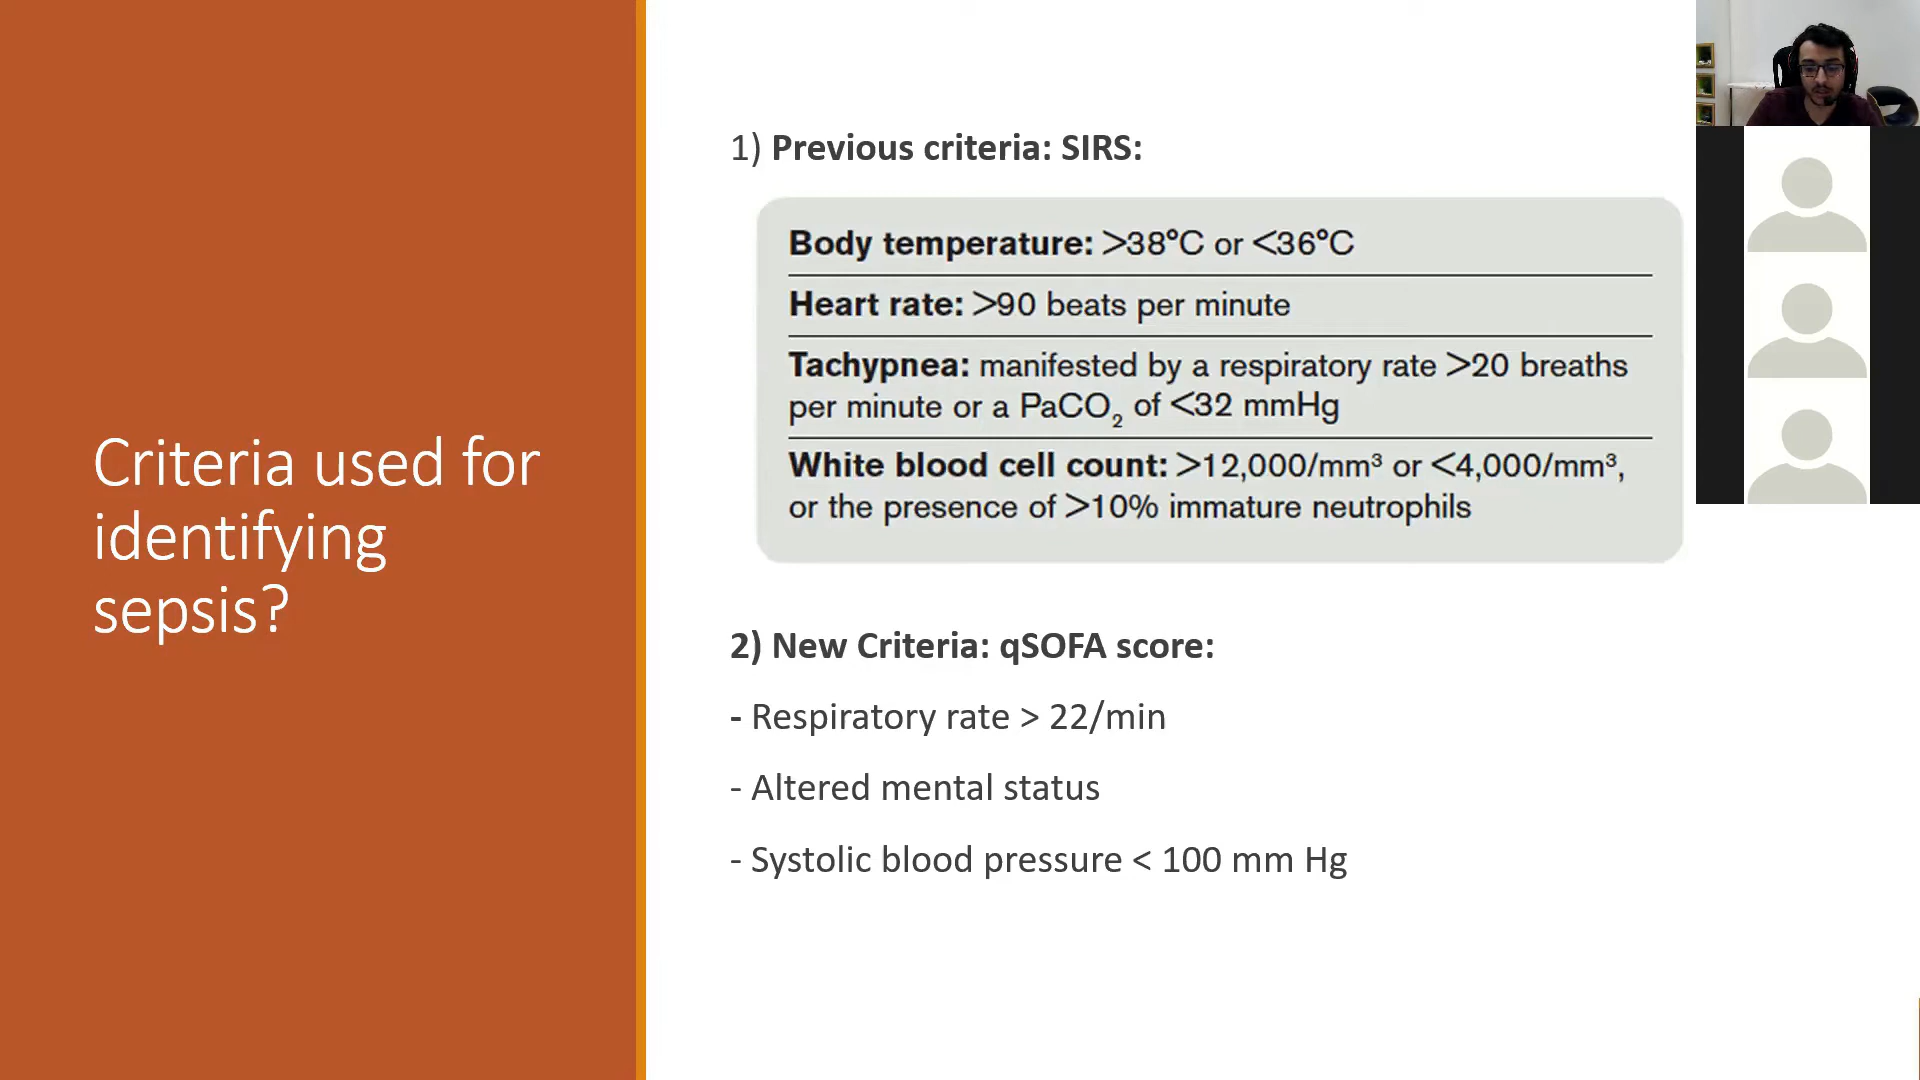 Criteria used for
identifying
sepsis?
1) Previous criteria: SIRS:
Body temperature: >38°C or <36°C
Heart rate: >90 beats per minute
Tachypnea: manifested by a respiratory rate >20 breaths
per minute or a PaCO₂ of <32 mmHg
White blood cell count: >12,000/mm³ or <4,000/mm³,
or the presence of >10% immature neutrophils
2) New Criteria: qSOFA score:
- Respiratory rate > 22/min
- Altered mental status
- Systolic blood pressure < 100 mm Hg